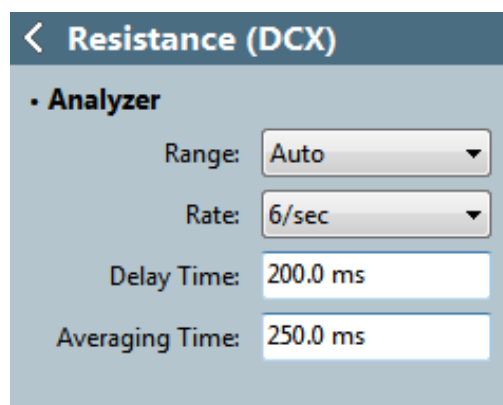 < Resistance (DCX)
• Analyzer
Range: Auto
Rate: 6/sec
Delay Time: 200.0 ms
Averaging Time: 250.0 ms